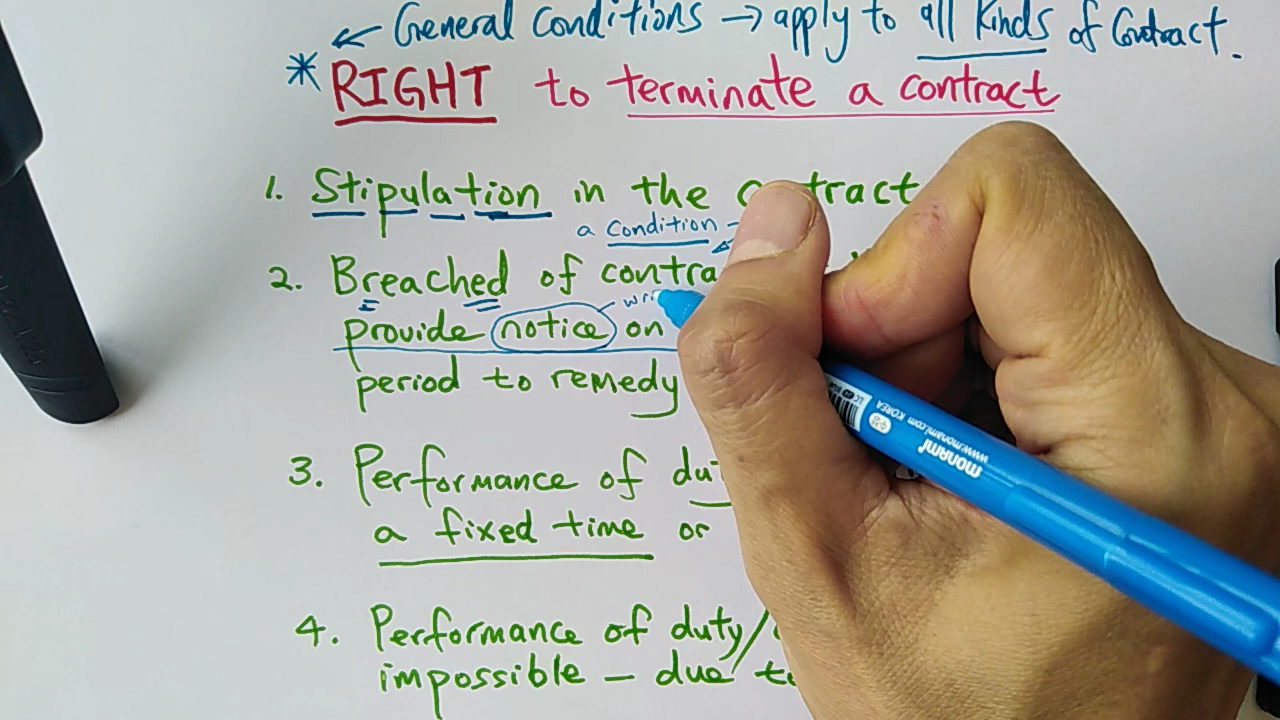 ← General conditions → apply to all kinds of Contract.
* RIGHT to terminate a contract
1. Stipulation in the contract
a condition
2. Breached of
provide notice on
period to remedy
3. Performance of
a fixed time or
4. Performance of duty/
impossible – due
monami
www.monami.com KOREA